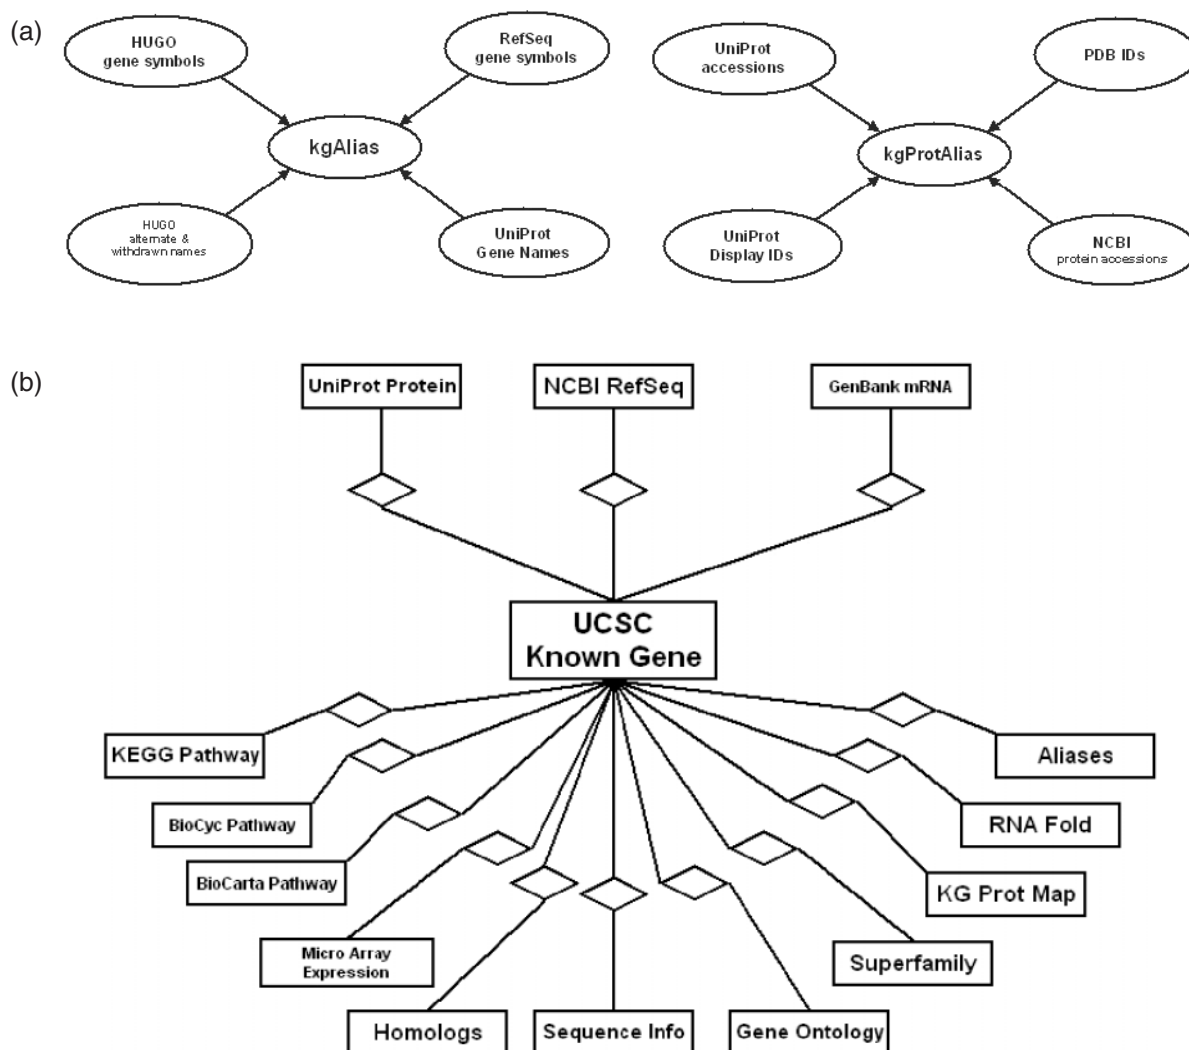 (a)
HUGO
gene symbols
RefSeq
gene symbols
UniProt
accessions
PDB IDs
kgAlias
kgProtAlias
HUGO
alternate &
withdrawn names
UniProt
Gene Names
UniProt
Display IDs
NCBI
protein accessions
(b)
UniProt Protein
NCBI RefSeq
GenBank mRNA
UCSC
Known Gene
KEGG Pathway
Aliases
BioCyc Pathway
RNA Fold
BioCarta Pathway
KG Prot Map
Micro Array
Expression
Superfamily
Homologs
Sequence Info
Gene Ontology